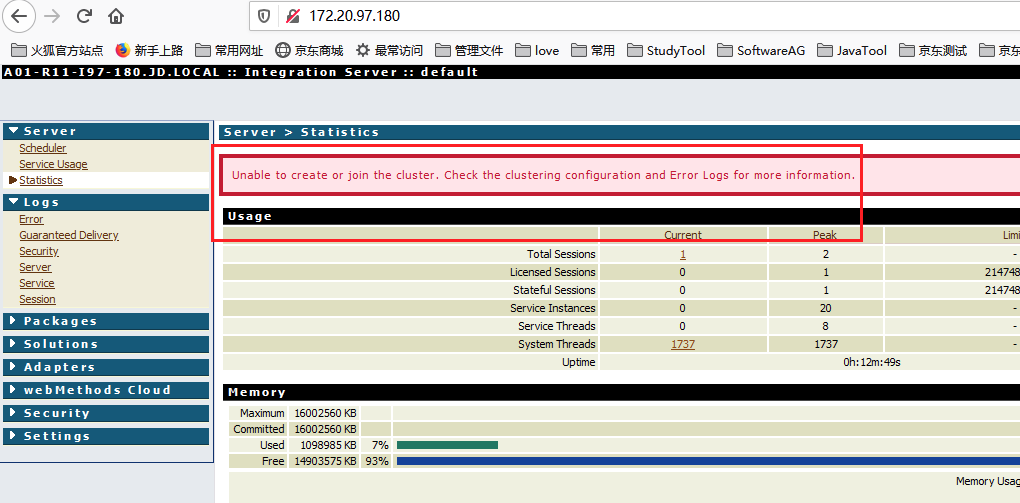 172.20.97.180
火狐官方站点 新手上路 常用网址 京东商城 最常访问 管理文件 love 常用 StudyTool SoftwareAG JavaTool 京东测试 京东
A01-R11-I97-180.JD.LOCAL :: Integration Server :: default
Server
Scheduler
Service Usage
Statistics
Logs
Error
Guaranteed Delivery
Security
Server
Service
Session
Packages
Solutions
Adapters
webMethods Cloud
Security
Settings
Server > Statistics
Unable to create or join the cluster. Check the clustering configuration and Error Logs for more information.
Usage
Current Peak Limi
Total Sessions 1 2 -
Licensed Sessions 0 1 214748
Stateful Sessions 0 1 214748
Service Instances 0 20 -
Service Threads 0 8 -
System Threads 1737 1737 -
Uptime 0h:12m:49s
Memory
Maximum 16002560 KB
Committed 16002560 KB
Used 1098985 KB 7%
Free 14903575 KB 93%
Memory Usag